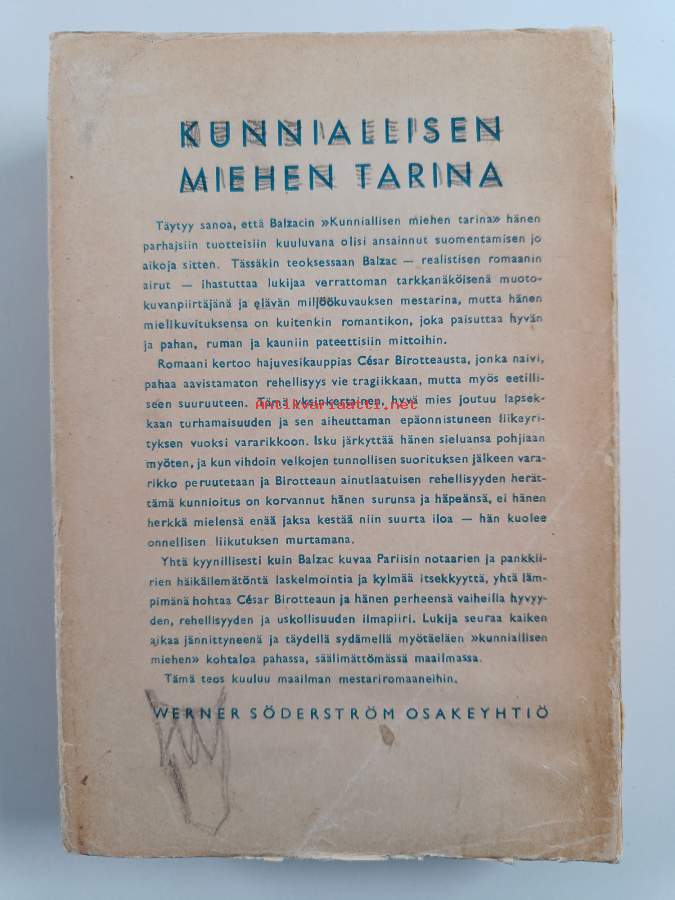 KUNNIALLISEN
MIEHEN TARINA
Täytyy sanoa, että Balzacin »Kunniallisen miehen tarina» hänen
parhaisiin tuotteisiin kuuluvana olisi ansainnut suomentamisen jo
aikoja sitten. Tässäkin teoksessaan Balzac — realistisen romaanin
airut — ihastuttaa lukijaa verrattoman tarkkanäköisenä muoto-
kuvanpiirtäjänä ja elävän miljöökuvauksen mestarina, mutta hänen
mielikuvituksensa on kuitenkin romantikon, joka paisuttaa hyvän
ja pahan, ruman ja kauniin pateettisiin mittoihin.
Romaani kertoo hajuvesikauppias César Birotteausta, jonka naivi,
pahaa aavistamaton rehellisyys vie tragiikkaan, mutta myös eetilli-
seen suuruuteen. Tämä yksinkertainen, hyvä mies joutuu lapsek-
Antikvariaatti.net
kaan turhamaisuuden ja sen aiheuttaman epäonnistuneen liikeyri-
tyksen vuoksi vararikkoon. Isku järkyttää hänen sieluansa pohjiaan
myöten, ja kun vihdoin velkojen tunnollisen suorituksen jälkeen vara-
rikko peruutetaan ja Birotteaun ainutlaatuisen rehellisyyden herät-
tämä kunnioitus on korvannut hänen surunsa ja häpeänsä, ei hänen
herkkä mielensä enää jaksa kestää niin suurta iloa — hän kuolee
onnellisen liikutuksen murtamana.
Yhtä kyynillisesti kuin Balzac kuvaa Pariisin notaarien ja pankkii-
rien häikäilemätöntä laskelmointia ja kylmää itsekkyyttä, yhtä läm-
pimänä hohtaa César Birotteaun ja hänen perheensä vaiheilla hyvyy-
den, rehellisyyden ja uskollisuuden ilmapiiri. Lukija seuraa kaiken
aikaa jännittyneenä ja täydellä sydämellä myötäeläen »kunniallisen
miehen» kohtaloa pahassa, säälimättömässä maailmassa.
Tämä teos kuuluu maailman mestariromaaneihin.
WERNER SÖDERSTRÖM OSAKEYHTIÖ